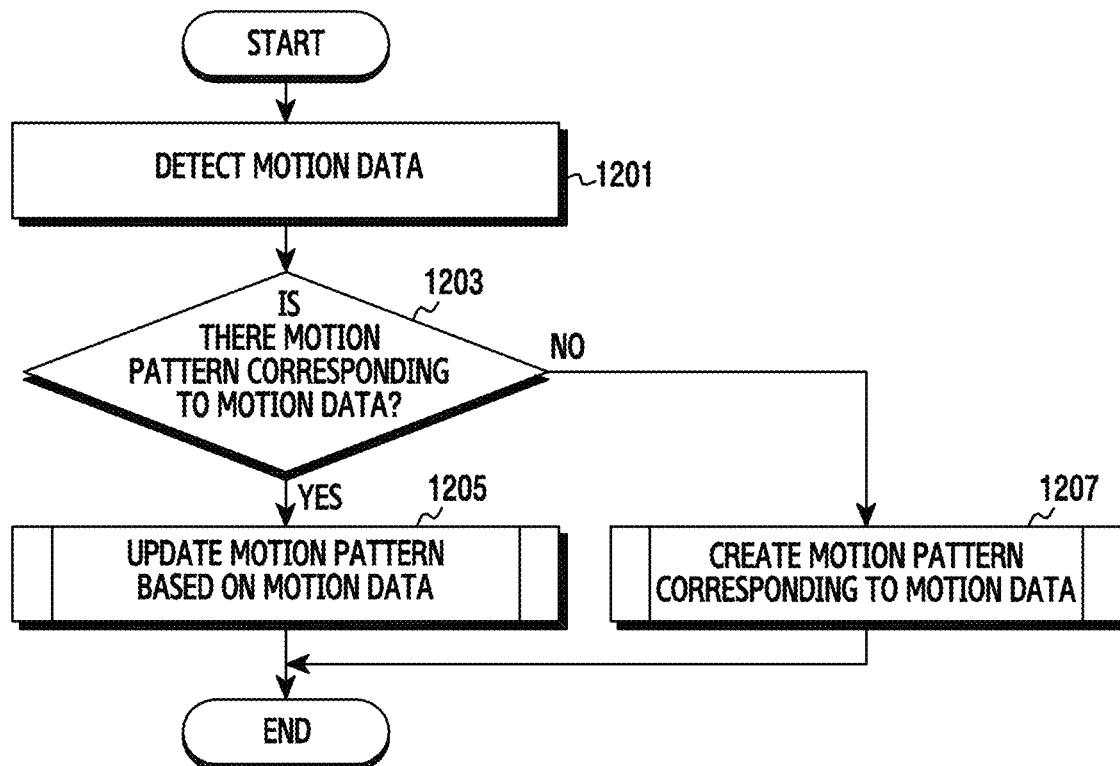 START
DETECT MOTION DATA
1201
1203
IS
THERE MOTION
PATTERN CORRESPONDING
TO MOTION DATA?
NO
YES
1205
UPDATE MOTION PATTERN
BASED ON MOTION DATA
1207
CREATE MOTION PATTERN
CORRESPONDING TO MOTION DATA
END